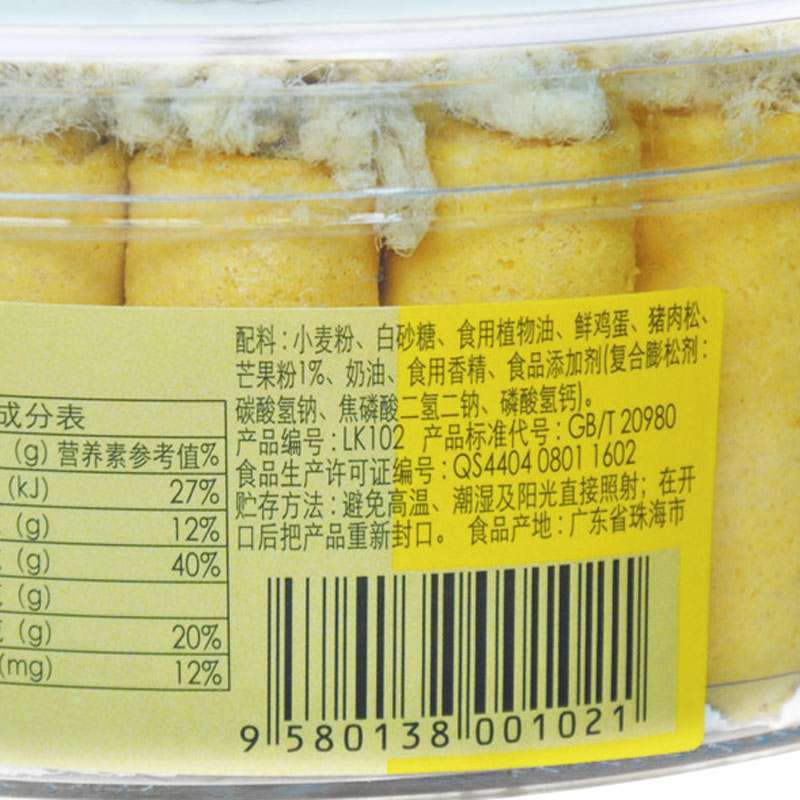 配料:小麦粉、白砂糖、食用植物油、鲜鸡蛋、猪肉松、
芒果粉1%、奶油、食用香精、食品添加剂(复合膨松剂:
碳酸氢钠、焦磷酸二氢二钠、磷酸氢钙)。
产品编号:LK102 产品标准代号:GB/T 20980
食品生产许可证编号:QS4404 0801 1602
贮存方法:避免高温、潮湿及阳光直接照射;在开
口后把产品重新封口。 食品产地:广东省珠海市
成分表
(g) 营养素参考值%
(kJ) 27%
(g) 12%
(g) 40%
(g)
(g) 20%
(mg) 12%
9 580138 001021